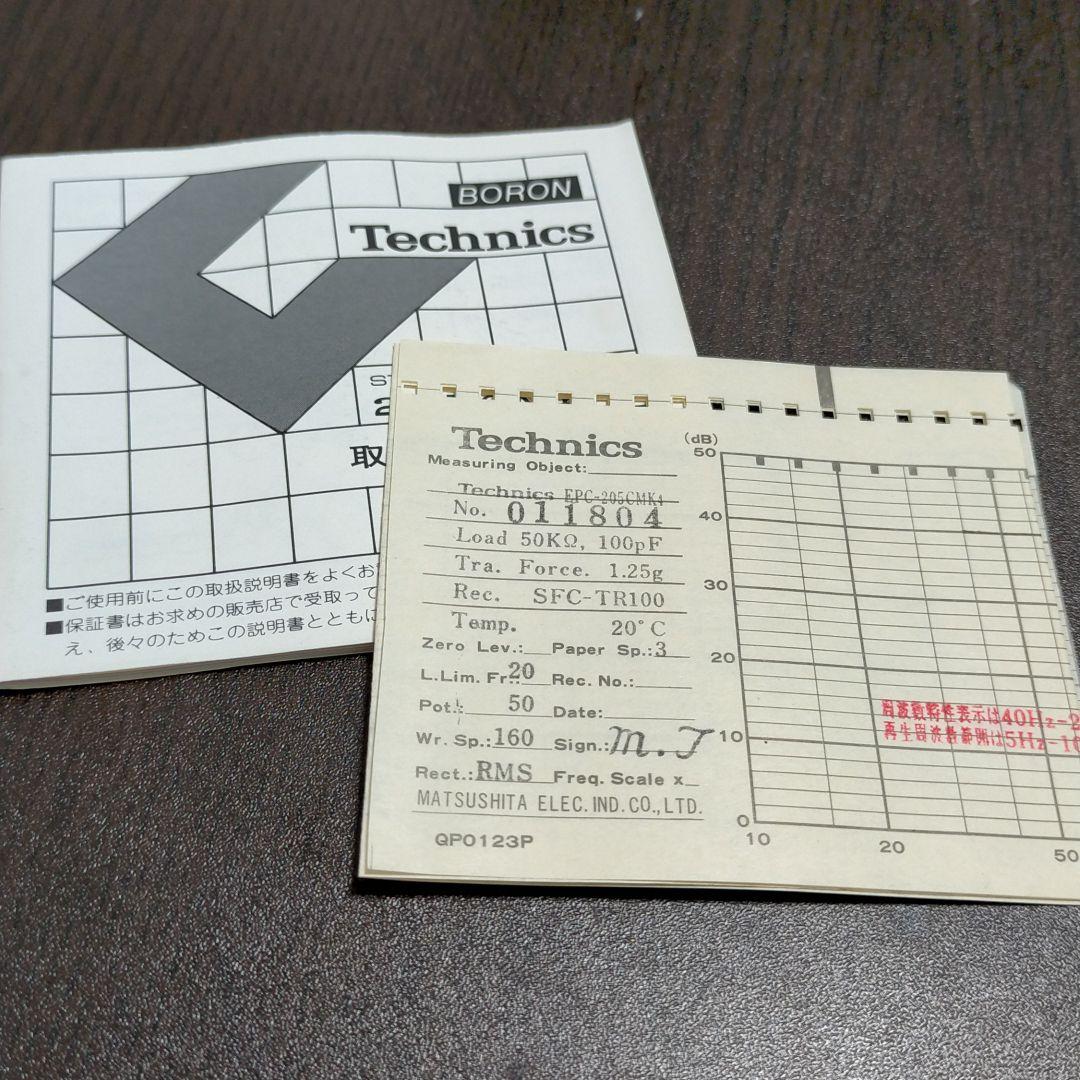 BORON
Technics
ST
2
取
■ご使用前にこの取扱説明書をよくお
■保証書はお求めの販売店で受取って
え、後々のためこの説明書とともに
Technics
Measuring Object:
Technics EPC-205CMK4
No. 011804
Load 50KΩ, 100pF
Tra. Force. 1.25g
Rec. SFC-TR100
Temp. 20°C
Zero Lev.: Paper Sp.:3
L.Lim. Fr.:20 Rec. No.:
Pot.: 50 Date:
Wr. Sp.:160 Sign.:M.J
Rect.:RMS Freq. Scale x
MATSUSHITA ELEC.IND.CO.,LTD.
QP0123P
(dB)
50
40
30
20
10
0
10
20
50
周波数特性表示は40Hz-2
再生周波数範囲は5Hz-10